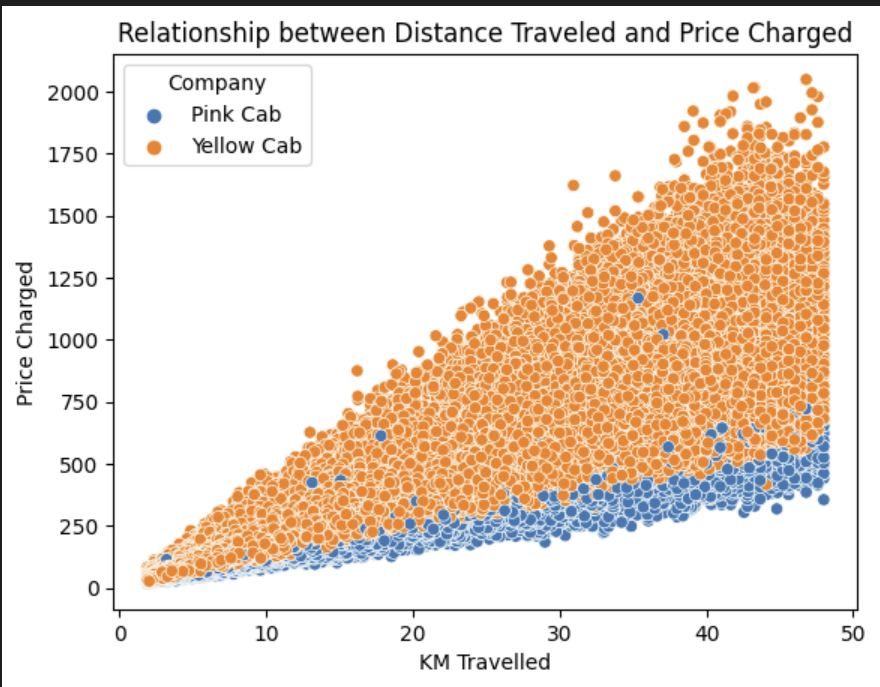 Relationship between Distance Traveled and Price Charged
Company
Pink Cab
Yellow Cab
Price Charged
2000
1750
1500
1250
1000
750
500
250
0
0 10 20 30 40 50
KM Travelled